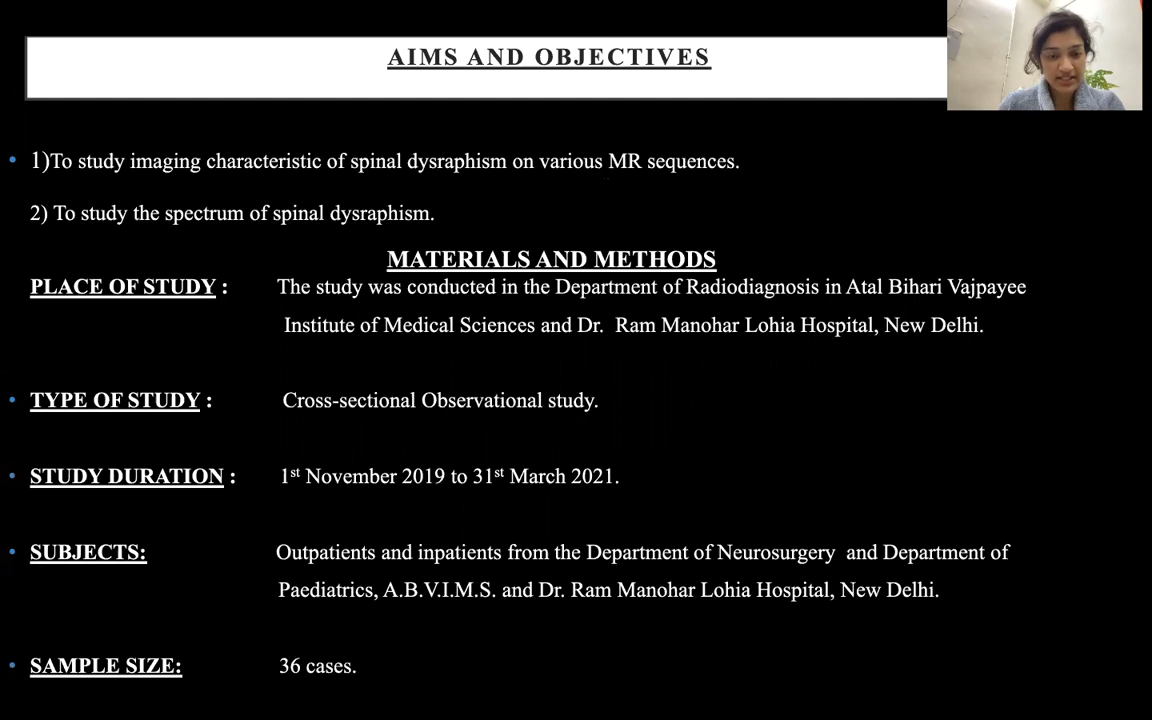 AIMS AND OBJECTIVES
• 1)To study imaging characteristic of spinal dysraphism on various MR sequences.
2) To study the spectrum of spinal dysraphism.
MATERIALS AND METHODS
PLACE OF STUDY : The study was conducted in the Department of Radiodiagnosis in Atal Bihari Vajpayee
Institute of Medical Sciences and Dr. Ram Manohar Lohia Hospital, New Delhi.
• TYPE OF STUDY : Cross-sectional Observational study.
• STUDY DURATION : 1st November 2019 to 31st March 2021.
• SUBJECTS: Outpatients and inpatients from the Department of Neurosurgery and Department of
Paediatrics, A.B.V.I.M.S. and Dr. Ram Manohar Lohia Hospital, New Delhi.
• SAMPLE SIZE: 36 cases.